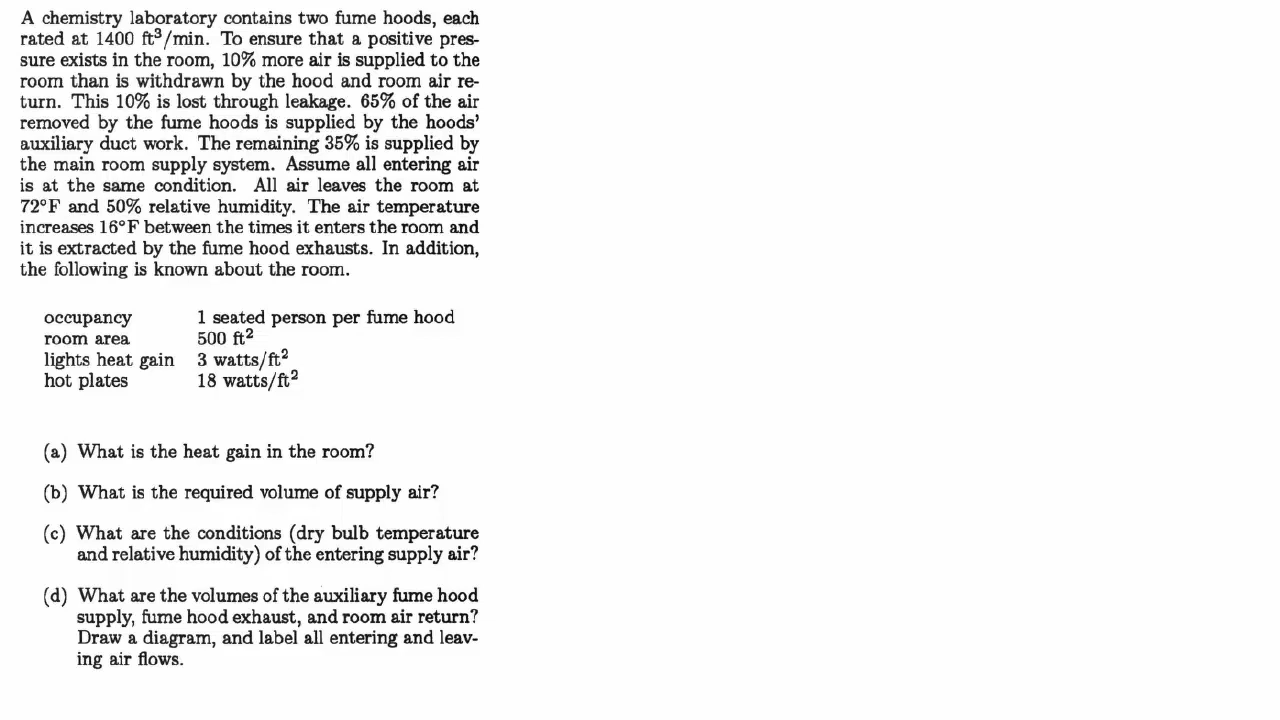 A chemistry laboratory contains two fume hoods, each
rated at 1400 ft³/min. To ensure that a positive pres-
sure exists in the room, 10% more air is supplied to the
room than is withdrawn by the hood and room air re-
turn. This 10% is lost through leakage. 65% of the air
removed by the fume hoods is supplied by the hoods'
auxiliary duct work. The remaining 35% is supplied by
the main room supply system. Assume all entering air
is at the same condition. All air leaves the room at
72°F and 50% relative humidity. The air temperature
increases 16°F between the times it enters the room and
it is extracted by the fume hood exhausts. In addition,
the following is known about the room.
occupancy 1 seated person per fume hood
room area 500 ft²
lights heat gain 3 watts/ft²
hot plates 18 watts/ft²
(a) What is the heat gain in the room?
(b) What is the required volume of supply air?
(c) What are the conditions (dry bulb temperature
and relative humidity) of the entering supply air?
(d) What are the volumes of the auxiliary fume hood
supply, fume hood exhaust, and room air return?
Draw a diagram, and label all entering and leav-
ing air flows.